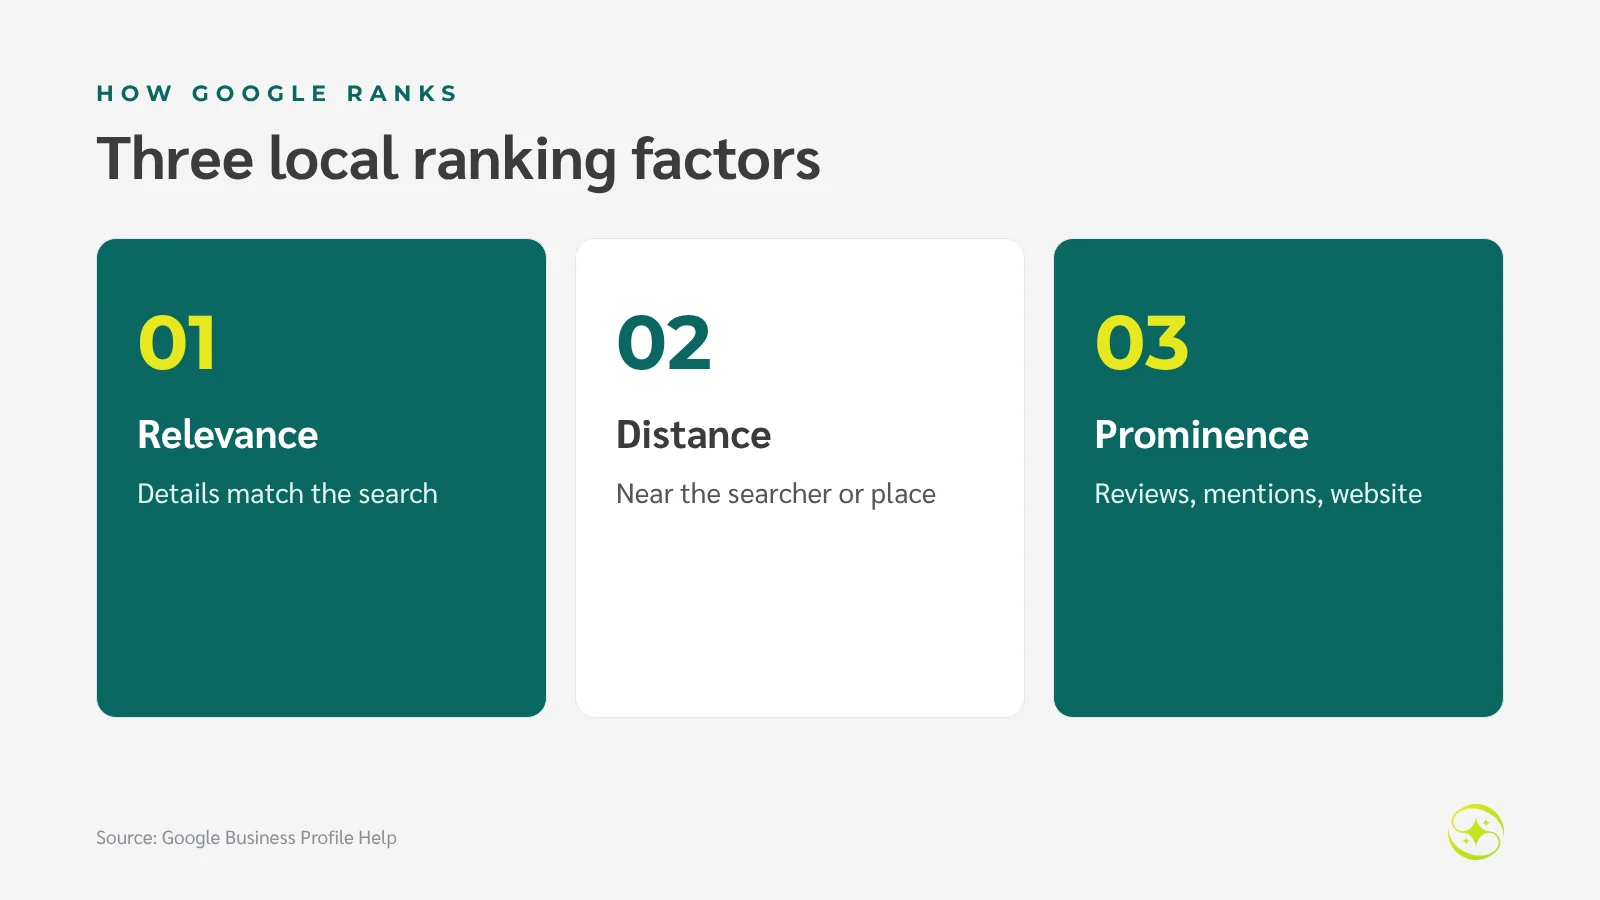 HOW GOOGLE RANKS
Three local ranking factors
01
Relevance
Details match the search
02
Distance
Near the searcher or place
03
Prominence
Reviews, mentions, website
Source: Google Business Profile Help